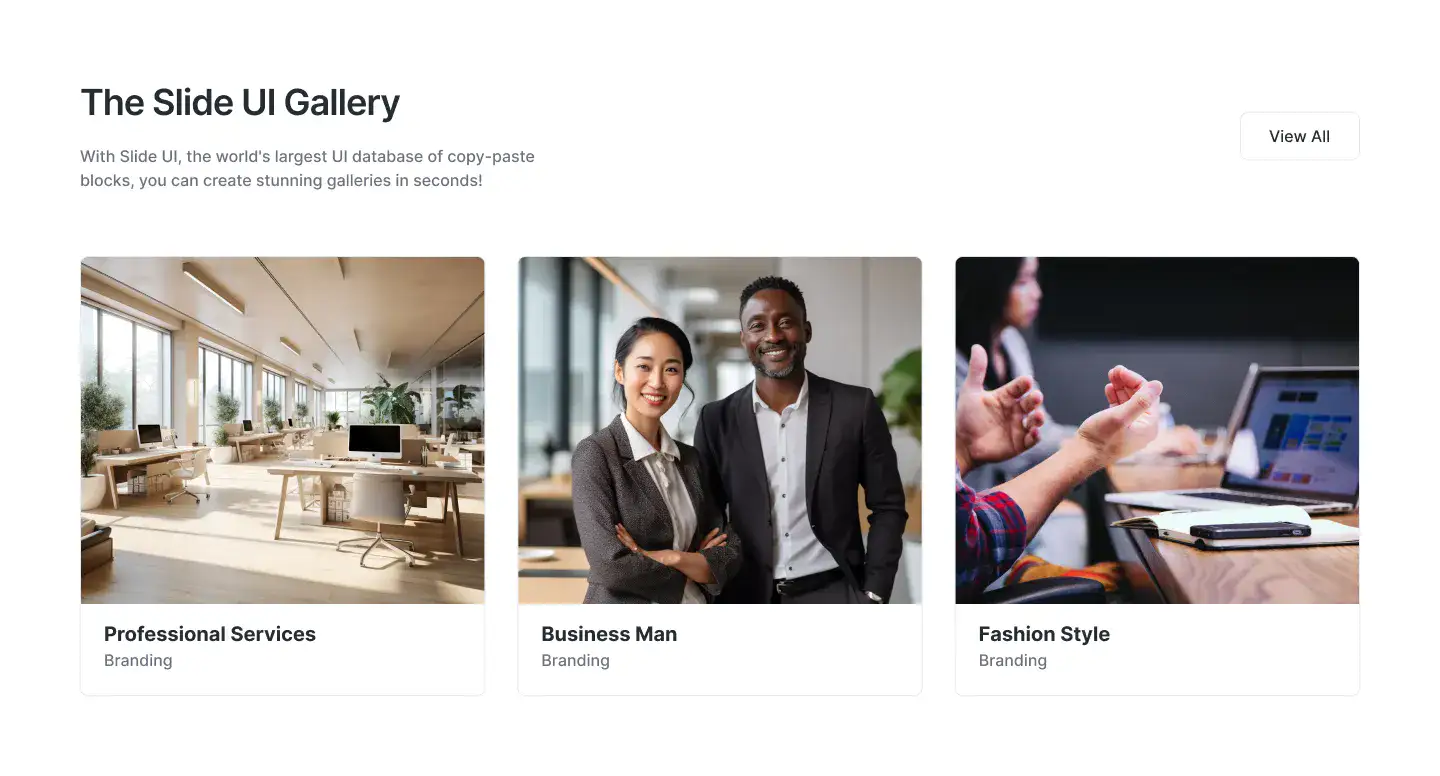 The Slide UI Gallery
With Slide UI, the world's largest UI database of copy-paste
blocks, you can create stunning galleries in seconds!
View All
Professional Services
Branding
Business Man
Branding
Fashion Style
Branding